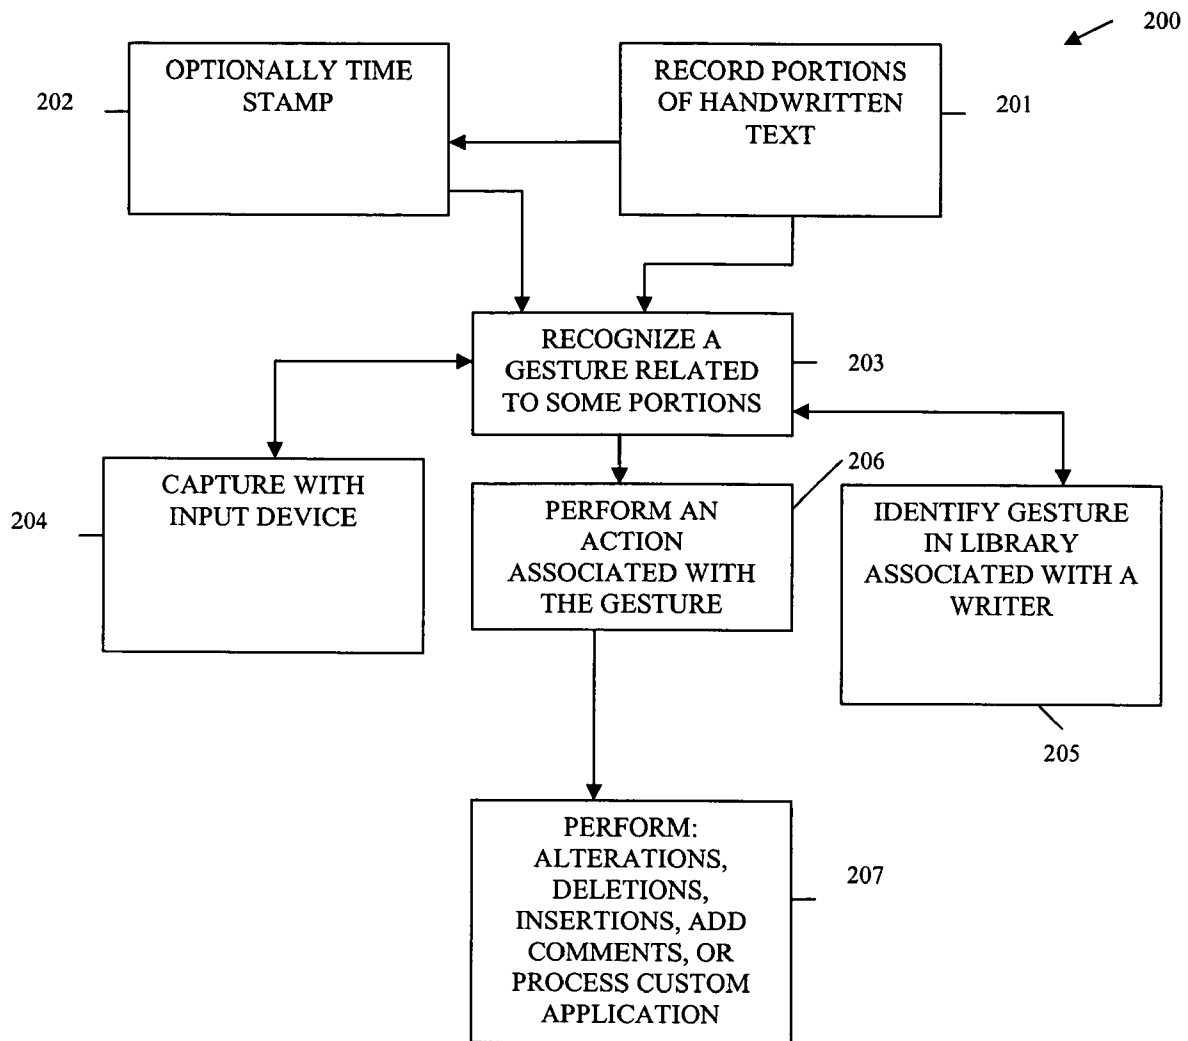 200
OPTIONALLY TIME
STAMP
202
RECORD PORTIONS
OF HANDWRITTEN
TEXT
201
RECOGNIZE A
GESTURE RELATED
TO SOME PORTIONS
203
CAPTURE WITH
INPUT DEVICE
204
206
PERFORM AN
ACTION
ASSOCIATED WITH
THE GESTURE
IDENTIFY GESTURE
IN LIBRARY
ASSOCIATED WITH A
WRITER
205
PERFORM:
ALTERATIONS,
DELETIONS,
INSERTIONS, ADD
COMMENTS, OR
PROCESS CUSTOM
APPLICATION
207